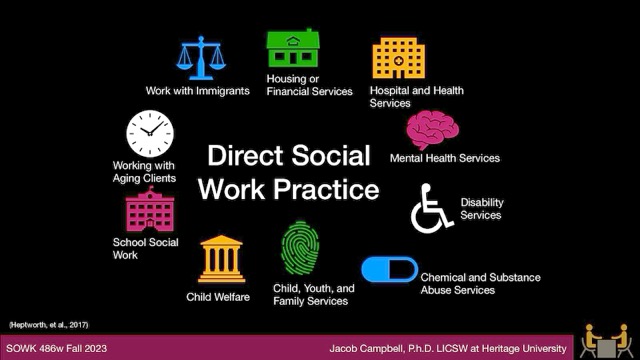 Work with Immigrants
Housing or
Financial Services
Hospital and Health
Services
Mental Health Services
Disability
Services
Chemical and Substance
Abuse Services
Child, Youth, and
Family Services
Child Welfare
School Social
Work
Working with
Aging Clients
Direct Social
Work Practice
(Heptworth, et al., 2017)
SOWK 486w Fall 2023
Jacob Campbell, Ph.D. LICSW at Heritage University